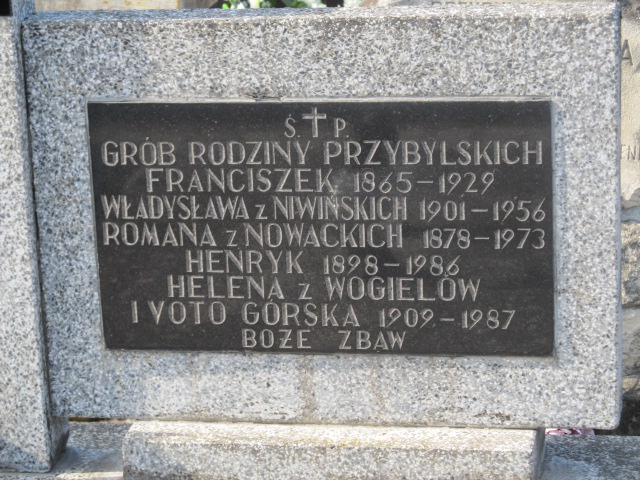 Ś. P.
GRÓB RODZINY PRZYBYLSKICH
FRANCISZEK 1865-1929
WŁADYSŁAWA z NIWIŃSKICH 1901-1956
ROMANA z NOWACKICH 1878-1973
HENRYK 1898-1986
HELENA z WOGIELÓW
I VOTO GÓRSKA 1909-1987
BOŻE ZBAW